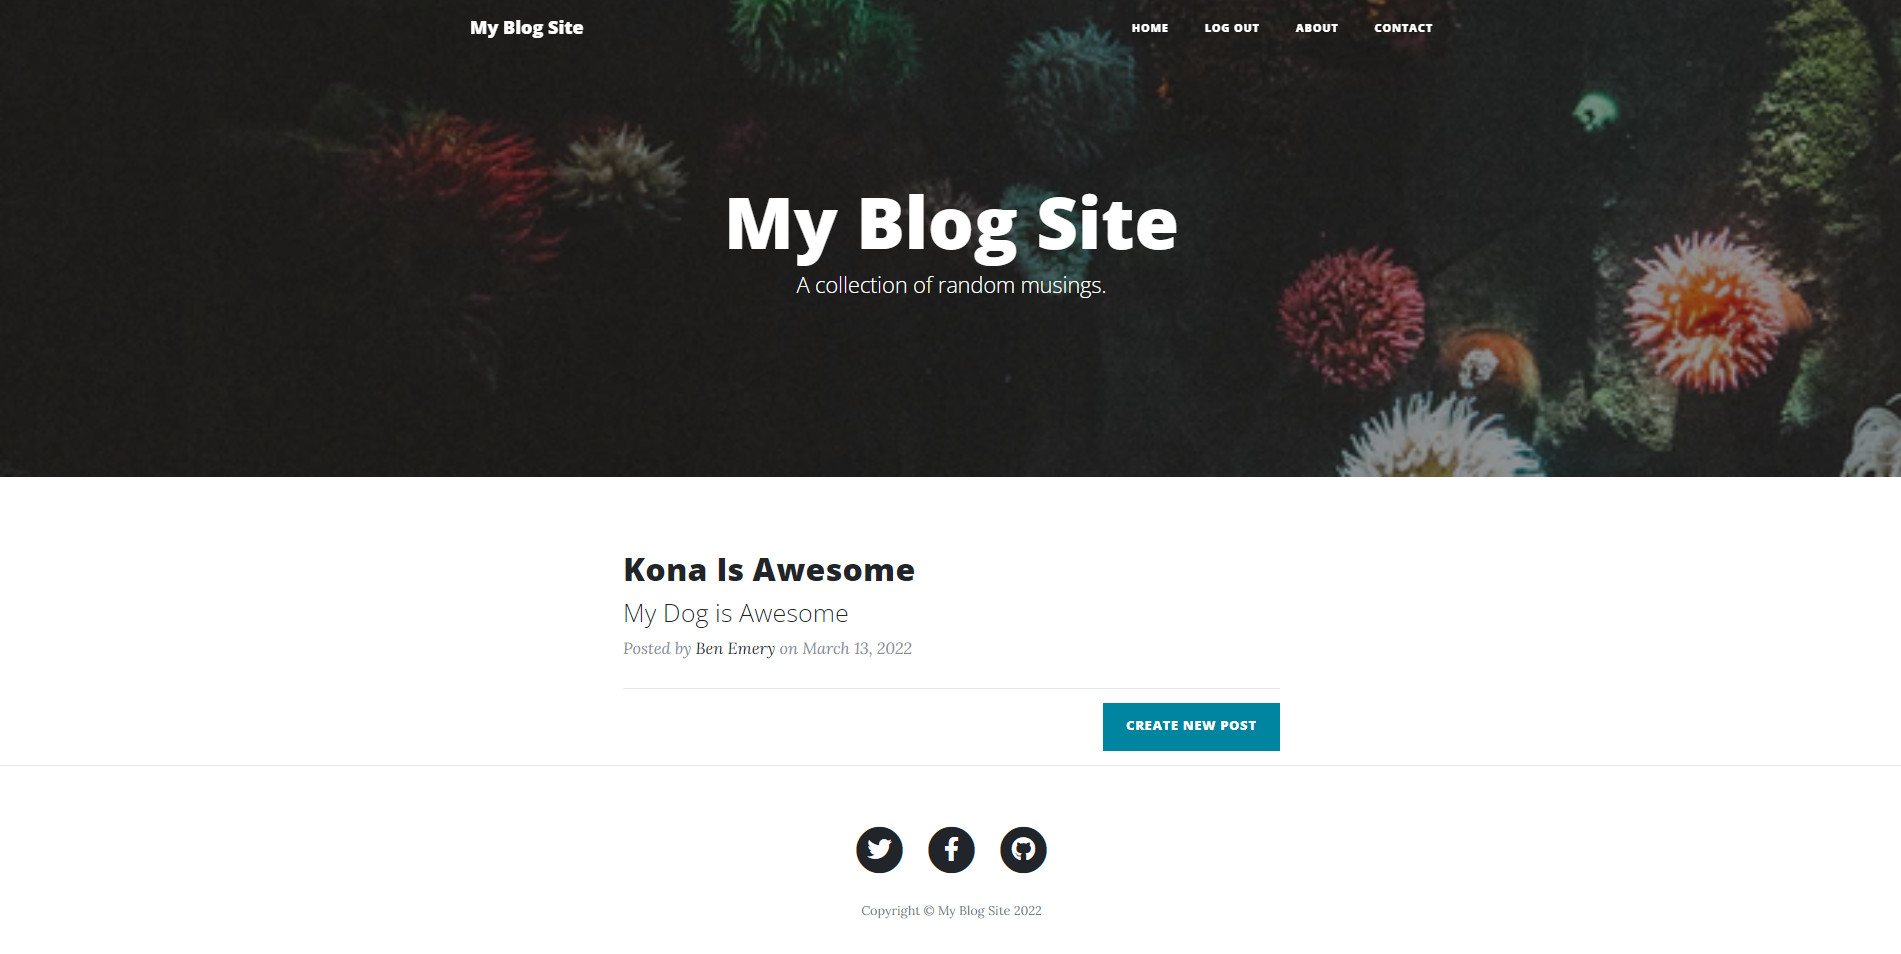 My Blog Site
HOME LOG OUT ABOUT CONTACT
My Blog Site
A collection of random musings.
Kona Is Awesome
My Dog is Awesome
Posted by Ben Emery on March 13, 2022
CREATE NEW POST
Copyright © My Blog Site 2022